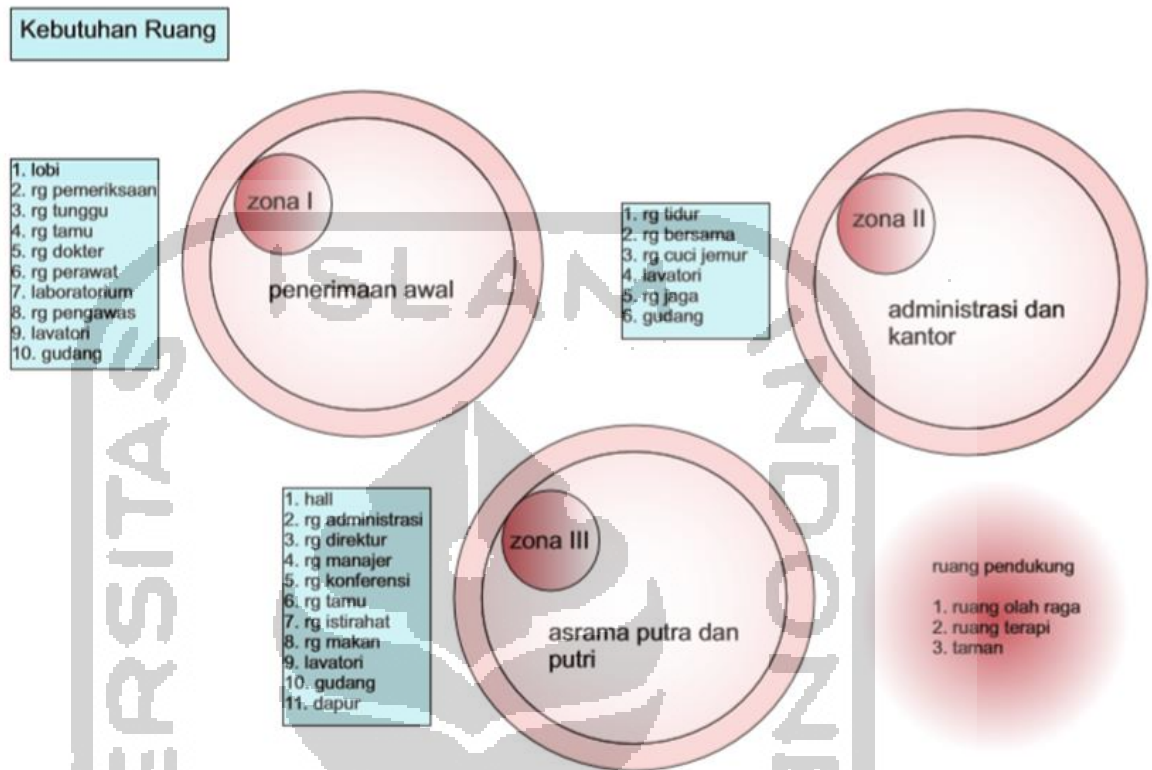 Kebutuhan Ruang
1. lobi
2. rg pemeriksaan
3. rg tunggu
4. rg tamu
5. rg dokter
6. rg perawat
7. laboratorium
8. rg pengawas
9. lavatori
10. gudang
zona I
penerimaan awal
1. rg tidur
2. rg bersama
3. rg cuci jemur
4. lavatori
5. rg jaga
6. gudang
zona II
administrasi dan
kantor
1. hall
2. rg administrasi
3. rg direktur
4. rg manajer
5. rg konferensi
6. rg tamu
7. rg istirahat
8. rg makan
9. lavatori
10. gudang
11. dapur
zona III
asrama putra dan
putri
ruang pendukung
1. ruang olah raga
2. ruang terapi
3. taman
ISLAM
ERSITAS
INDON